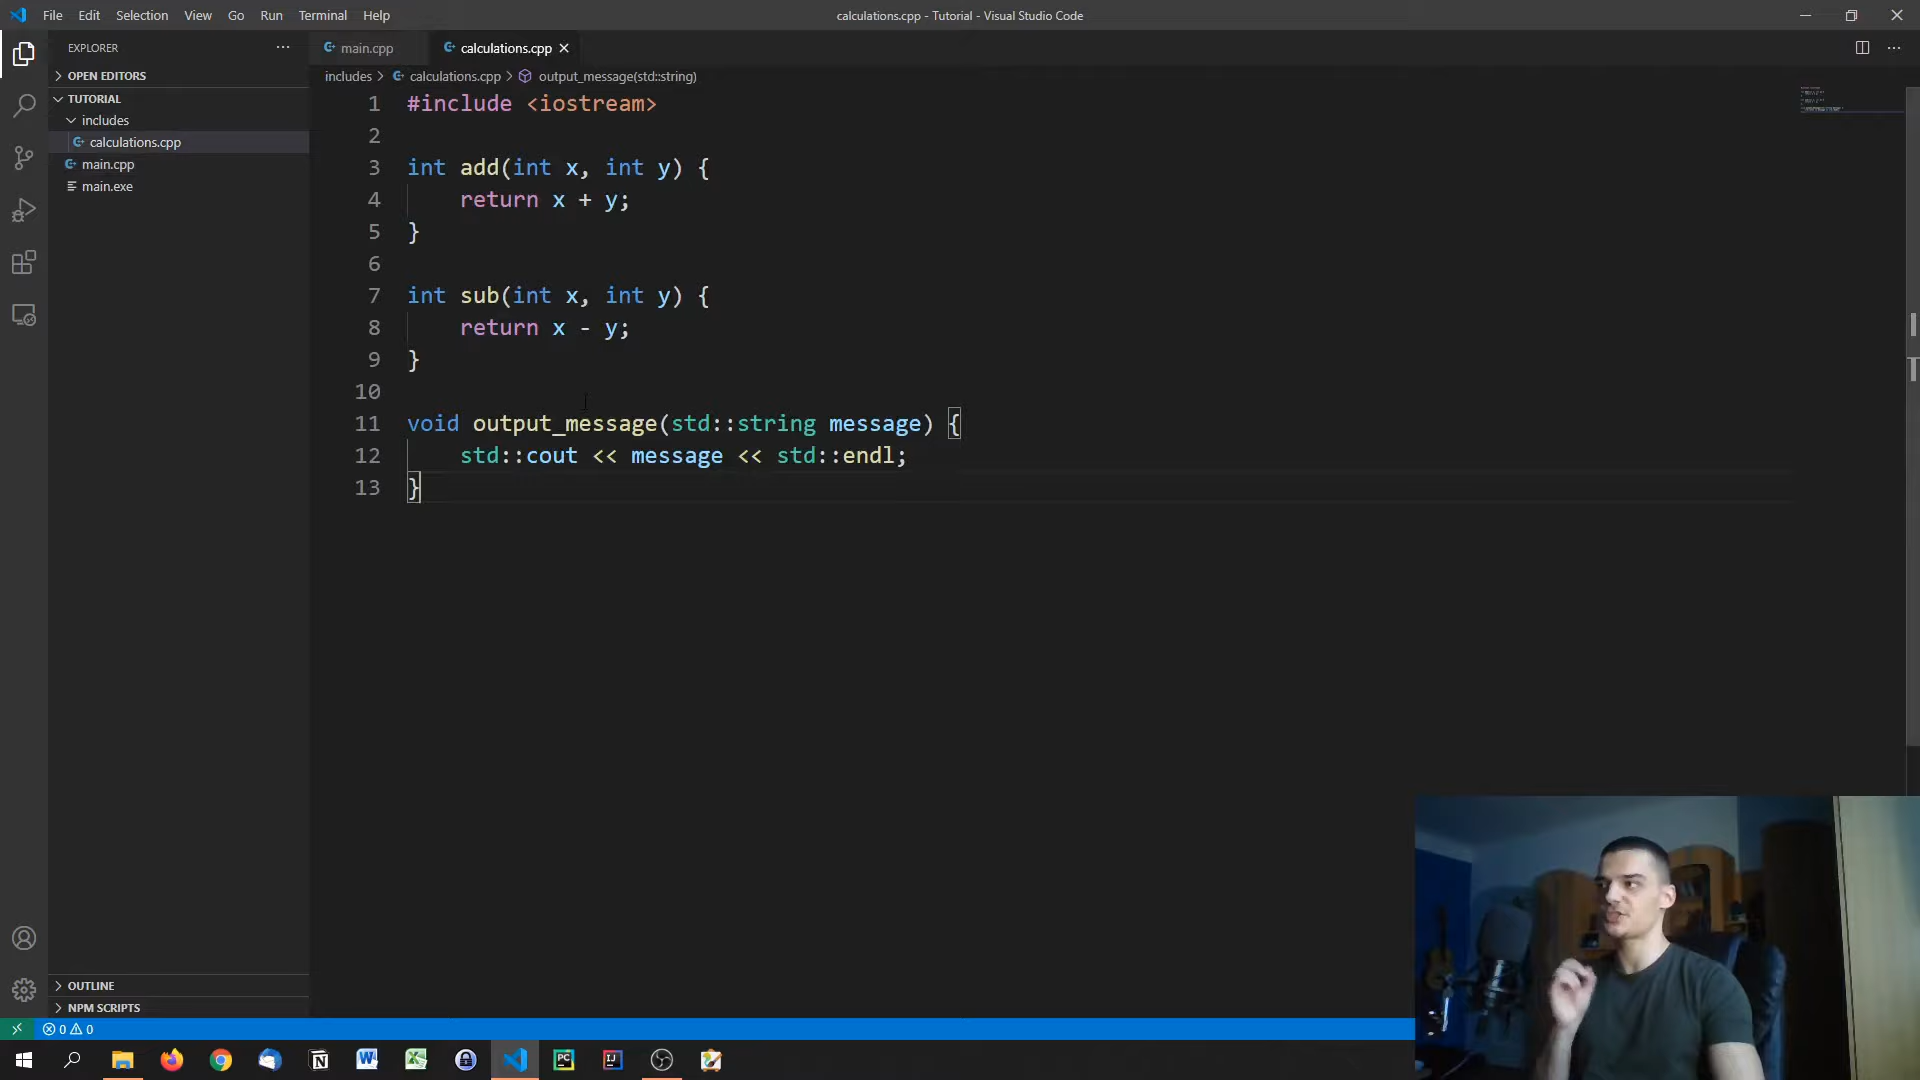 File Edit Selection View Go Run Terminal Help
calculations.cpp - Tutorial - Visual Studio Code
EXPLORER
OPEN EDITORS
TUTORIAL
includes
calculations.cpp
main.cpp
main.exe
OUTLINE
NPM SCRIPTS
main.cpp calculations.cpp
includes > calculations.cpp > output_message(std::string)
1 #include <iostream>
2
3 int add(int x, int y) {
4 return x + y;
5 }
6
7 int sub(int x, int y) {
8 return x - y;
9 }
10
11 void output_message(std::string message) {
12 std::cout << message << std::endl;
13 }
0 0
N W X PC IJ